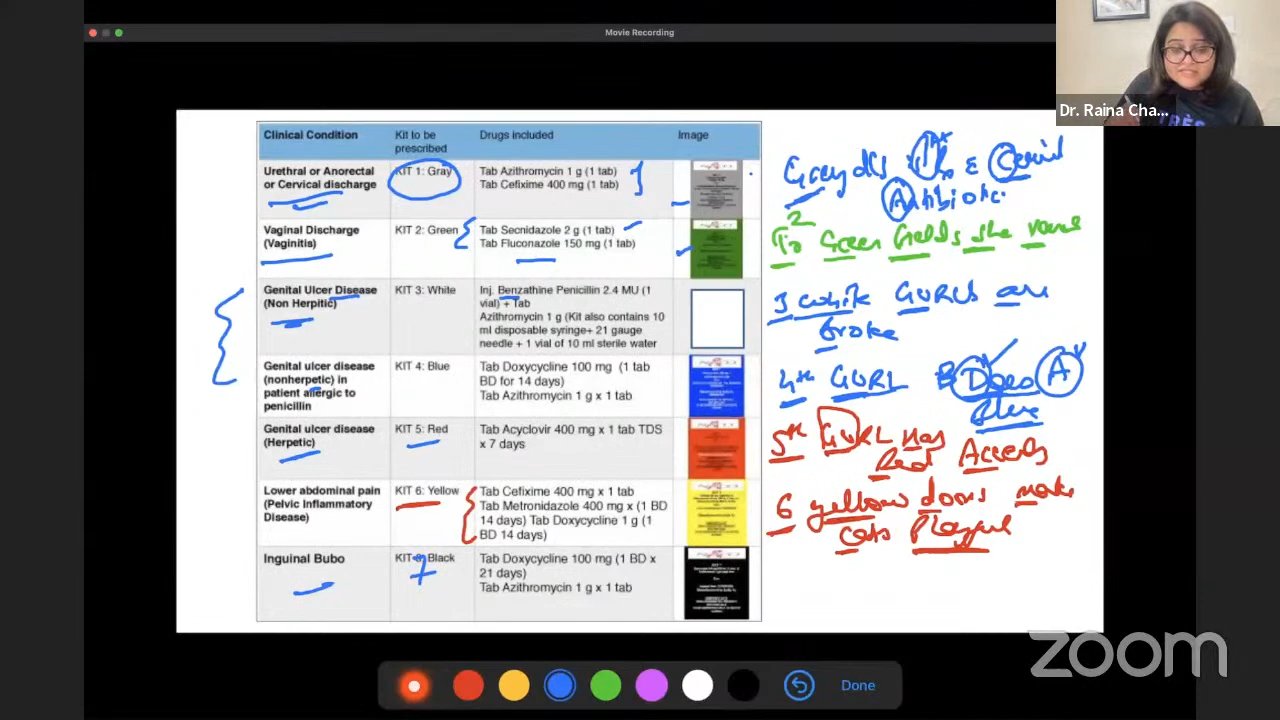 Movie Recording
Dr. Raina Cha...
Clinical Condition
Kit to be prescribed
Drugs included
Image
Urethral or Anorectal or Cervical discharge
KIT 1: Gray
Tab Azithromycin 1 g (1 tab)
Tab Cefixime 400 mg (1 tab)
Vaginal Discharge (Vaginitis)
KIT 2: Green
Tab Secnidazole 2 g (1 tab)
Tab Fluconazole 150 mg (1 tab)
Genital Ulcer Disease (Non Herpitic)
KIT 3: White
Inj. Benzathine Penicillin 2.4 MU (1 vial) + Tab
Azithromycin 1 g (Kit also contains 10 ml disposable syringe+ 21 gauge needle + 1 vial of 10 ml sterile water
Genital ulcer disease (nonherpetic) in patient allergic to penicillin
KIT 4: Blue
Tab Doxycycline 100 mg (1 tab BD for 14 days)
Tab Azithromycin 1 g x 1 tab
Genital ulcer disease (Herpetic)
KIT 5: Red
Tab Acyclovir 400 mg x 1 tab TDS x 7 days
Lower abdominal pain (Pelvic Inflammatory Disease)
KIT 6: Yellow
Tab Cefixime 400 mg x 1 tab
Tab Metronidazole 400 mg x (1 BD 14 days) Tab Doxycycline 1 g (1 BD 14 days)
Inguinal Bubo
7 Black
Tab Doxycycline 100 mg (1 BD x 21 days)
Tab Azithromycin 1 g x 1 tab
Antibiotic
2
Green fields she
3 white GURLs are
broke
4th GURL A
Blue
5th GURL has
Red
6 yellow doors make
cats Playful
zoom
Done